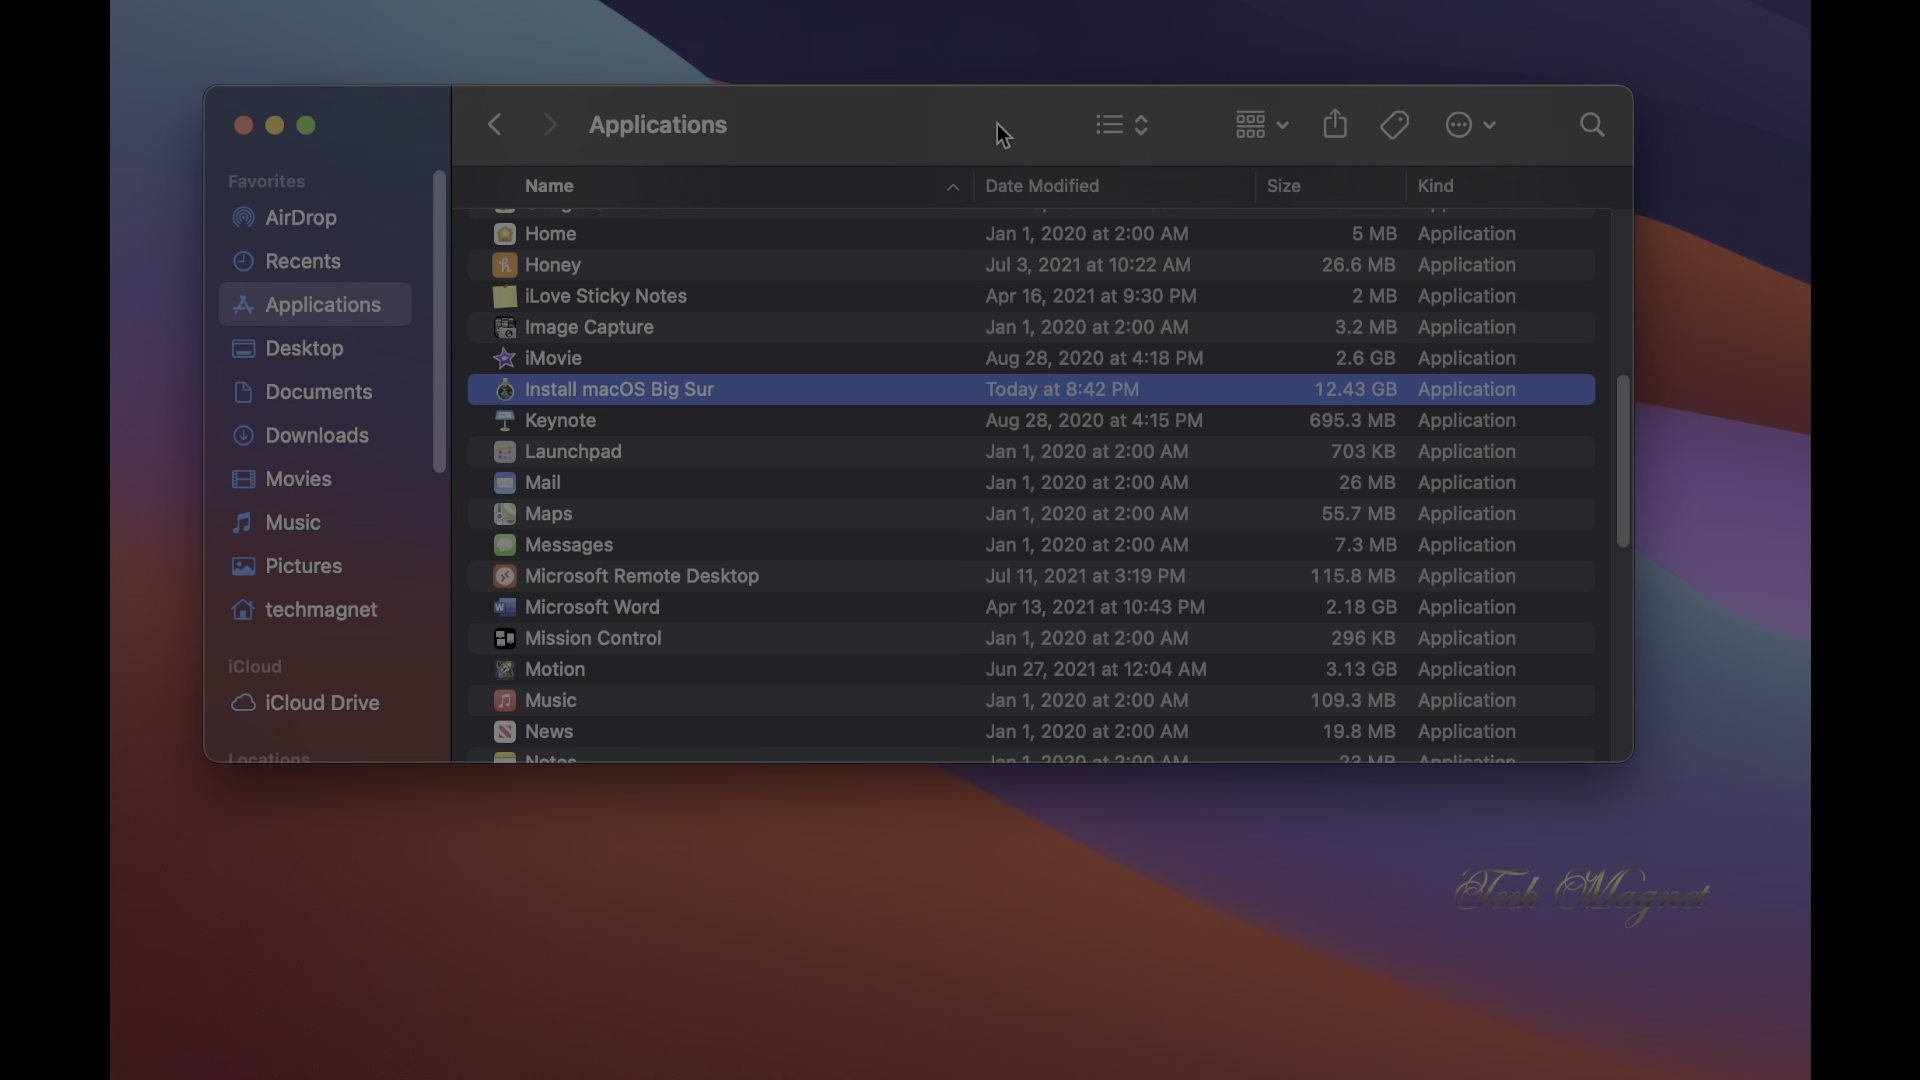 Applications
Favorites
AirDrop
Recents
Applications
Desktop
Documents
Downloads
Movies
Music
Pictures
techmagnet
iCloud
iCloud Drive
Locations
Name Date Modified Size Kind
Home Jan 1, 2020 at 2:00 AM 5 MB Application
Honey Jul 3, 2021 at 10:22 AM 26.6 MB Application
iLove Sticky Notes Apr 16, 2021 at 9:30 PM 2 MB Application
Image Capture Jan 1, 2020 at 2:00 AM 3.2 MB Application
iMovie Aug 28, 2020 at 4:18 PM 2.6 GB Application
Install macOS Big Sur Today at 8:42 PM 12.43 GB Application
Keynote Aug 28, 2020 at 4:15 PM 695.3 MB Application
Launchpad Jan 1, 2020 at 2:00 AM 703 KB Application
Mail Jan 1, 2020 at 2:00 AM 26 MB Application
Maps Jan 1, 2020 at 2:00 AM 55.7 MB Application
Messages Jan 1, 2020 at 2:00 AM 7.3 MB Application
Microsoft Remote Desktop Jul 11, 2021 at 3:19 PM 115.8 MB Application
Microsoft Word Apr 13, 2021 at 10:43 PM 2.18 GB Application
Mission Control Jan 1, 2020 at 2:00 AM 296 KB Application
Motion Jun 27, 2021 at 12:04 AM 3.13 GB Application
Music Jan 1, 2020 at 2:00 AM 109.3 MB Application
News Jan 1, 2020 at 2:00 AM 19.8 MB Application
Notes Jan 1, 2020 at 2:00 AM 23 MB Application
Tech Magnet